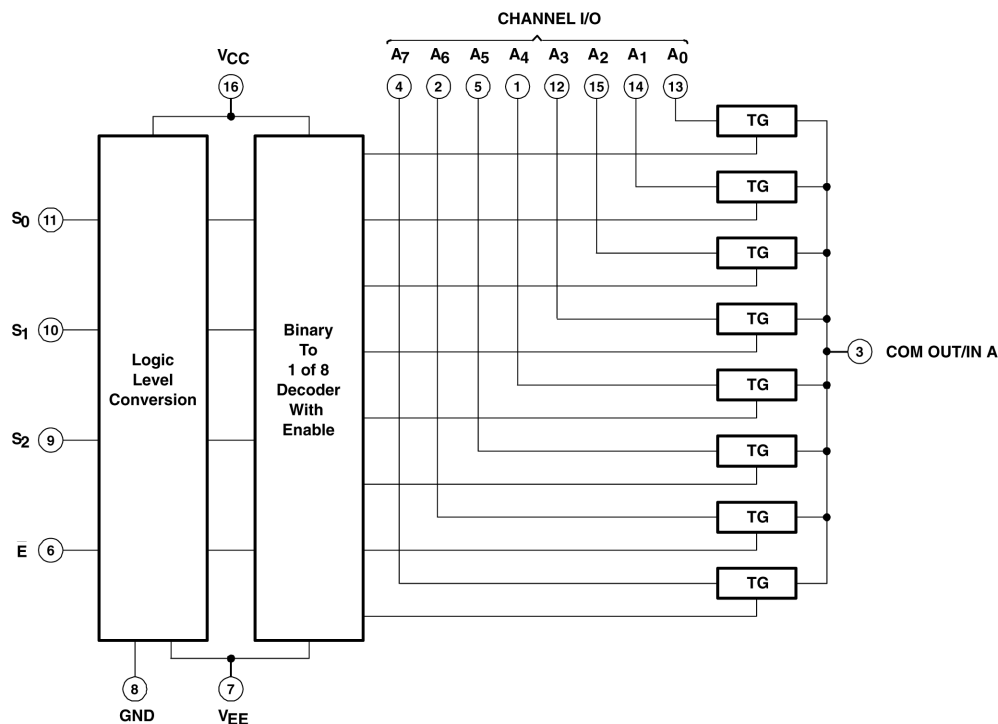 CHANNEL I/O
VCC
A7 A6 A5 A4 A3 A2 A1 A0
16
4 2 5 1 12 15 14 13
TG
TG
S0 11
TG
TG
S1 10
Logic
Level
Conversion
Binary
To
1 of 8
Decoder
With
Enable
3 COM OUT/IN A
TG
S2 9
TG
TG
E̅ 6
TG
8
7
GND
VEE